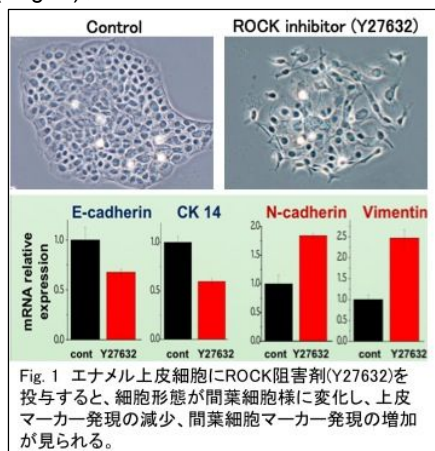 Control
ROCK inhibitor (Y27632)
E-cadherin
CK 14
N-cadherin
Vimentin
mRNA relative
expression
1.0
0.5
0.0
cont Y27632
1.0
0.5
0.0
cont Y27632
2.0
1.5
1.0
0.5
0.0
cont Y27632
2.5
2.0
1.5
1.0
0.5
0.0
cont Y27632
Fig. 1 エナメル上皮細胞にROCK阻害剤(Y27632)を
投与すると、細胞形態が間葉細胞様に変化し、上皮
マーカー発現の減少、間葉細胞マーカー発現の増加
が見られる。